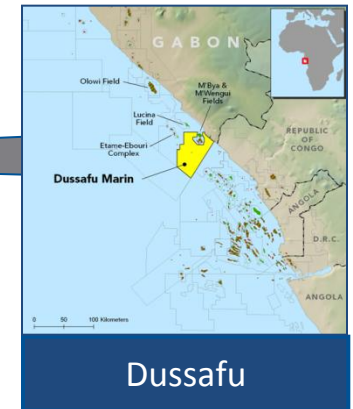 GABON
Olowi Field
M'Bya &
M'Wengui
Fields
Lucina
Field
Etame-Ebouri
Complex
REPUBLIC
OF
CONGO
Dussafu Marin
ANGOLA
D.R.C.
ANGOLA
0 50 100 Kilometers
Dussafu